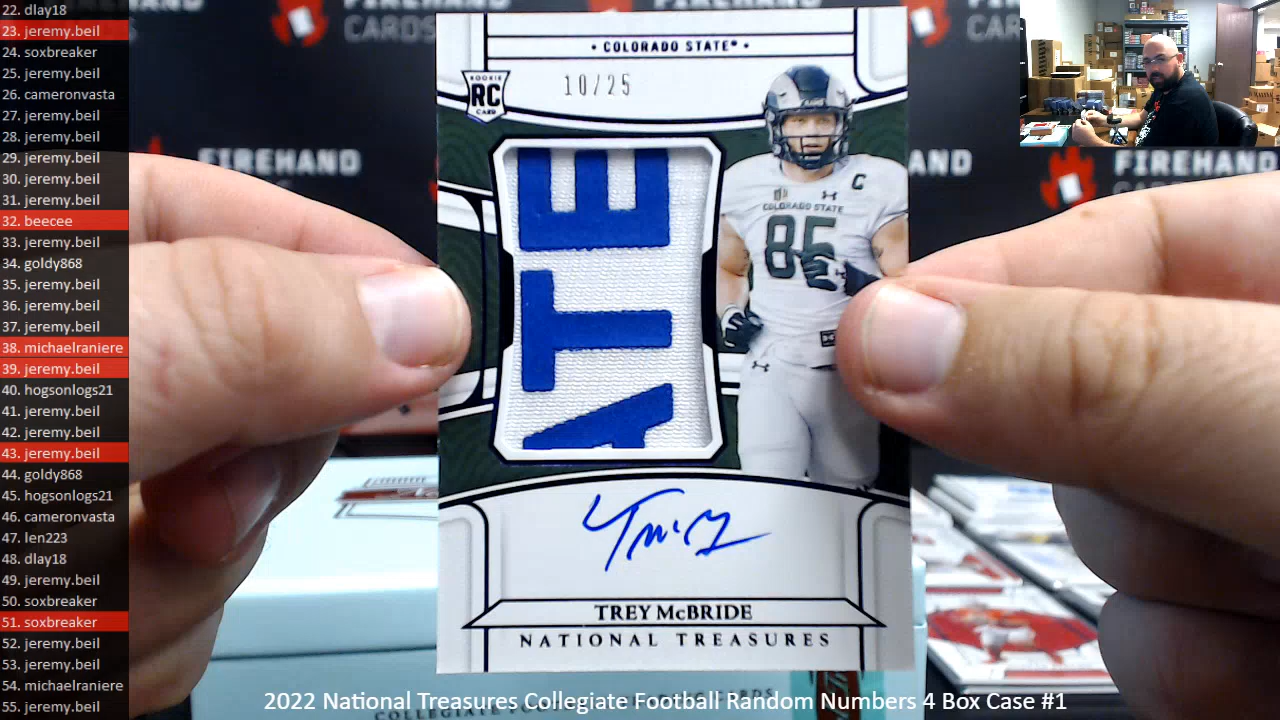 22. dlay18
23. jeremy.beil
24. soxbreaker
25. jeremy.beil
26. cameronvasta
27. jeremy.beil
28. jeremy.beil
29. jeremy.beil
30. jeremy.beil
31. jeremy.beil
32. beecee
33. jeremy.beil
34. goldy868
35. jeremy.beil
36. jeremy.beil
37. jeremy.beil
38. michaelraniere
39. jeremy.beil
40. hogsonlogs21
41. jeremy.beil
42. jeremy.beil
43. jeremy.beil
44. goldy868
45. hogsonlogs21
46. cameronvasta
47. len223
48. dlay18
49. jeremy.beil
50. soxbreaker
51. soxbreaker
52. jeremy.beil
53. jeremy.beil
54. michaelraniere
55. jeremy.beil
FIREHAND
CARDS
FIREHAND
FIREHAND
• COLORADO STATE® •
ROOKIE
RC
CARD
10/25
C
COLORADO STATE
85
ATE
TREY McBRIDE
NATIONAL TREASURES
2022 National Treasures Collegiate Football Random Numbers 4 Box Case #1